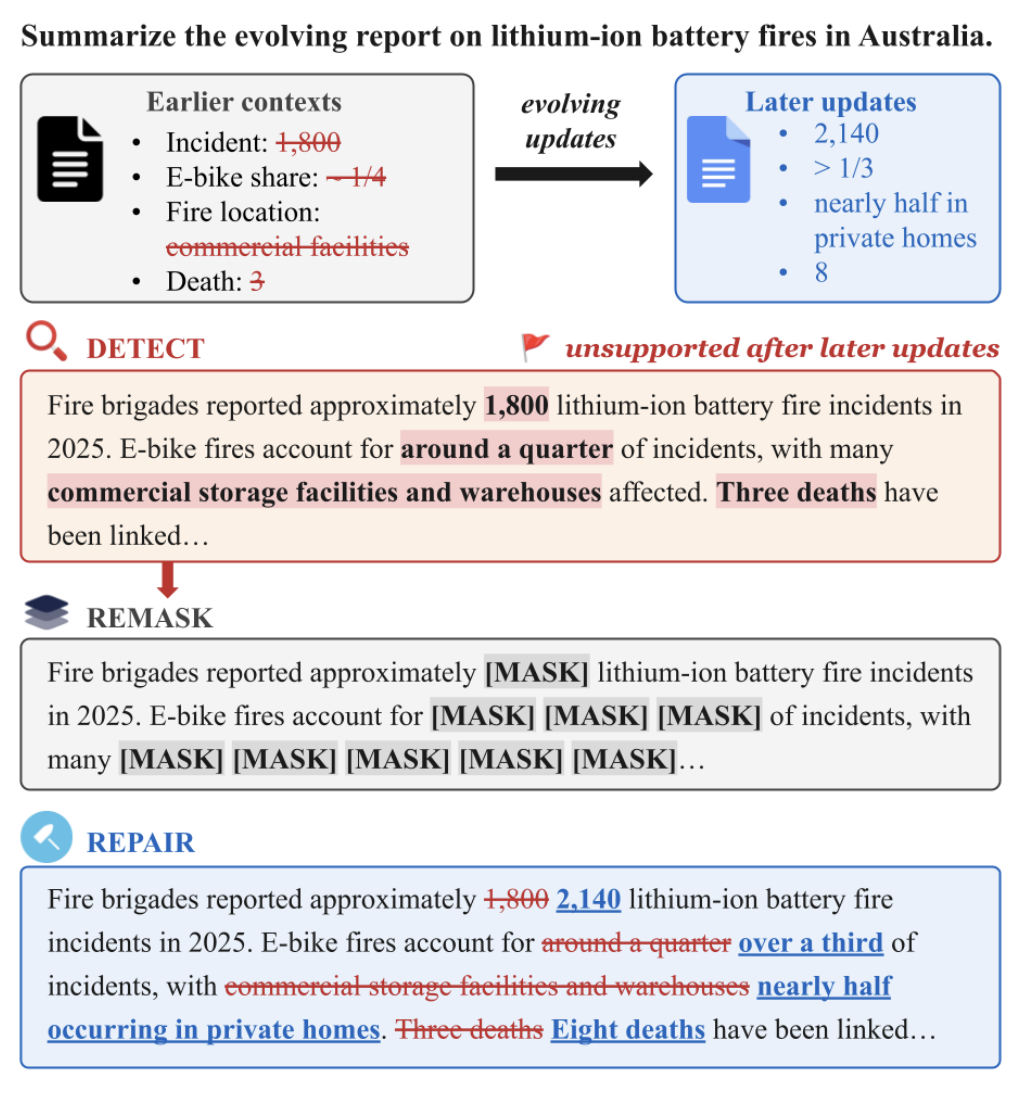 Summarize the evolving report on lithium-ion battery fires in Australia.
Earlier contexts
• Incident: 1,800
• E-bike share: ~ 1/4
• Fire location:
commercial facilities
• Death: 3
evolving
updates
Later updates
• 2,140
• > 1/3
• nearly half in
private homes
• 8
DETECT
unsupported after later updates
Fire brigades reported approximately 1,800 lithium-ion battery fire incidents in
2025. E-bike fires account for around a quarter of incidents, with many
commercial storage facilities and warehouses affected. Three deaths have
been linked…
REMASK
Fire brigades reported approximately [MASK] lithium-ion battery fire incidents
in 2025. E-bike fires account for [MASK] [MASK] [MASK] of incidents, with
many [MASK] [MASK] [MASK] [MASK] [MASK]…
REPAIR
Fire brigades reported approximately 1,800 2,140 lithium-ion battery fire
incidents in 2025. E-bike fires account for around a quarter over a third of
incidents, with commercial storage facilities and warehouses nearly half
occurring in private homes. Three deaths Eight deaths have been linked…